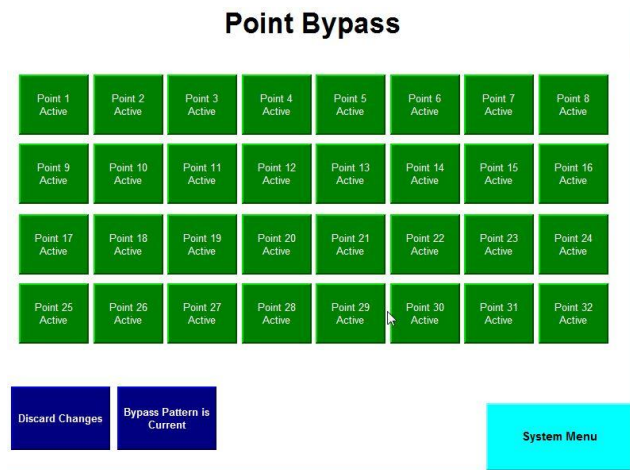 Point Bypass
Point 1
Active
Point 2
Active
Point 3
Active
Point 4
Active
Point 5
Active
Point 6
Active
Point 7
Active
Point 8
Active
Point 9
Active
Point 10
Active
Point 11
Active
Point 12
Active
Point 13
Active
Point 14
Active
Point 15
Active
Point 16
Active
Point 17
Active
Point 18
Active
Point 19
Active
Point 20
Active
Point 21
Active
Point 22
Active
Point 23
Active
Point 24
Active
Point 25
Active
Point 26
Active
Point 27
Active
Point 28
Active
Point 29
Active
Point 30
Active
Point 31
Active
Point 32
Active
Discard Changes
Bypass Pattern is
Current
System Menu